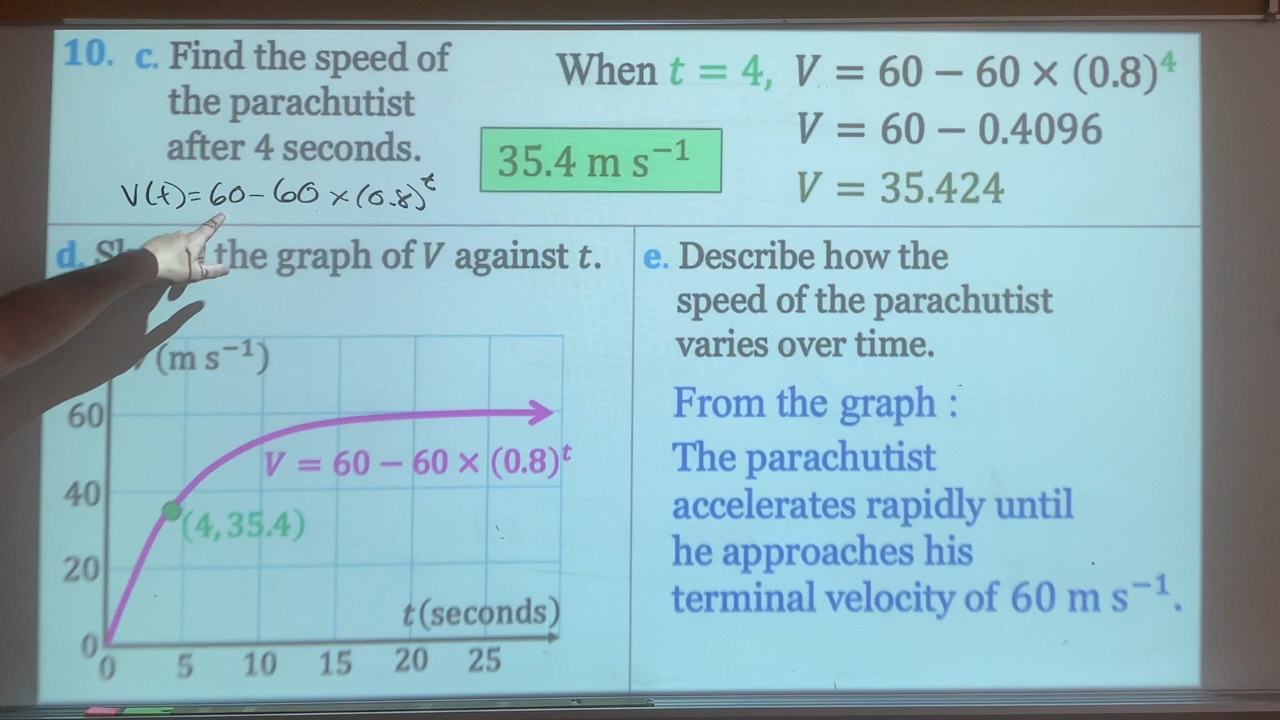 10. c. Find the speed of
the parachutist
after 4 seconds.
V(t)=60-60×(0.8)^t
When t = 4, V = 60 − 60 × (0.8)⁴
V = 60 − 0.4096
V = 35.424
35.4 m s⁻¹
d. the graph of V against t.
(m s⁻¹)
60
40
20
0
V = 60 − 60 × (0.8)^t
(4, 35.4)
t(seconds)
0 5 10 15 20 25
e. Describe how the
speed of the parachutist
varies over time.
From the graph :
The parachutist
accelerates rapidly until
he approaches his
terminal velocity of 60 m s⁻¹.